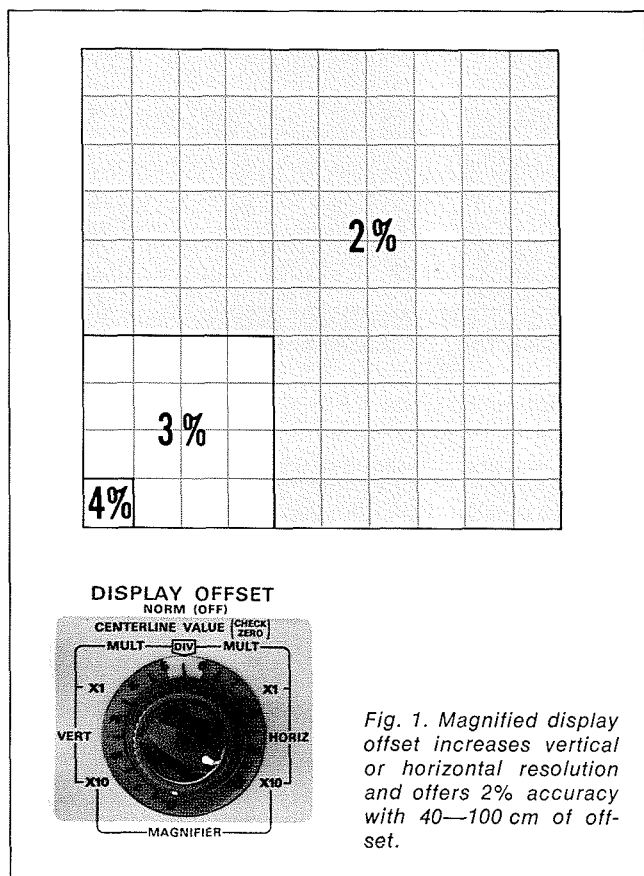 2%
3%
4%
DISPLAY OFFSET
NORM (OFF)
CENTERLINE VALUE [CHECK ZERO]
MULT DIV MULT
X1 X1
VERT HORIZ
X10 X10
MAGNIFIER
Fig. 1. Magnified display
offset increases vertical
or horizontal resolution
and offers 2% accuracy
with 40—100 cm of off-
set.